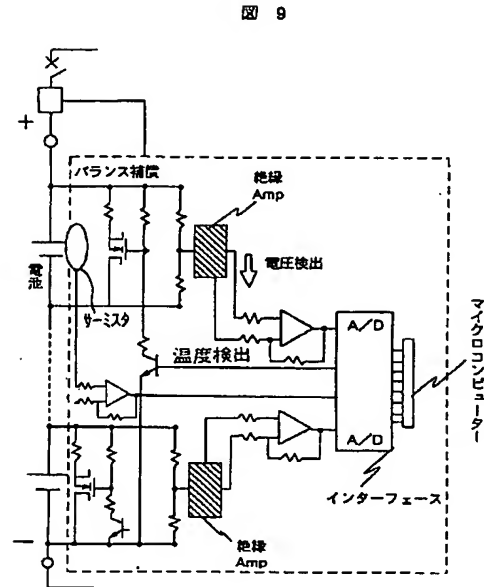 図 9
+
バランス補償
絶縁
Amp
電圧検出
電池
サーミスタ
A/D
マイクロコンピューター
温度検出
A/D
インターフェース
−
絶縁
Amp